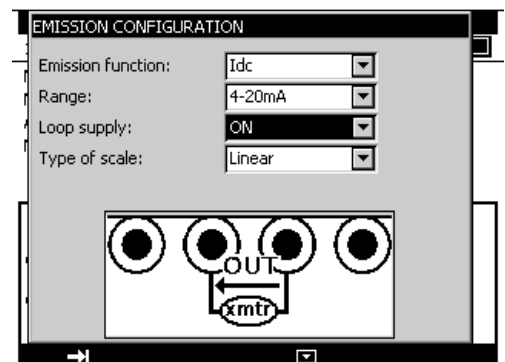 EMISSION CONFIGURATION
Emission function: Idc
Range: 4-20mA
Loop supply: ON
Type of scale: Linear
OUT
xmtr